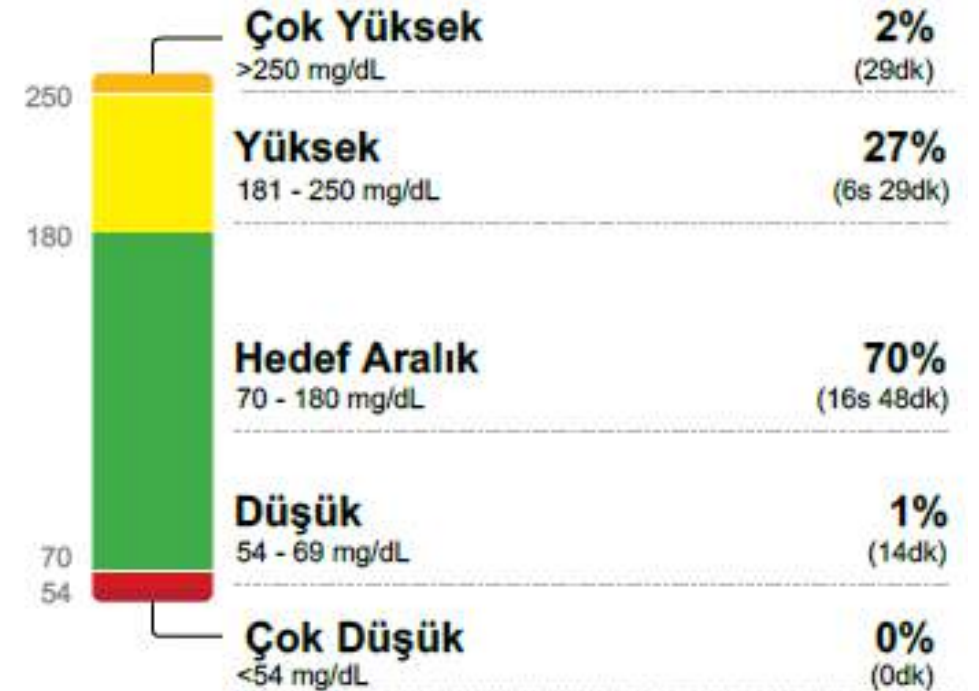 Çok Yüksek 2%
>250 mg/dL (29dk)
250
Yüksek 27%
181 - 250 mg/dL (6s 29dk)
180
Hedef Aralık 70%
70 - 180 mg/dL (16s 48dk)
Düşük 1%
54 - 69 mg/dL (14dk)
70
54
Çok Düşük 0%
<54 mg/dL (0dk)